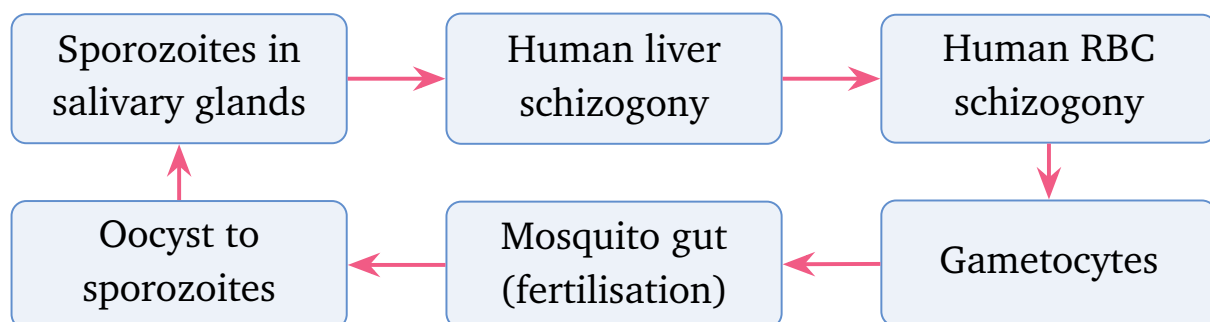 Sporozoites in
salivary glands
Human liver
schizogony
Human RBC
schizogony
Oocyst to
sporozoites
Mosquito gut
(fertilisation)
Gametocytes